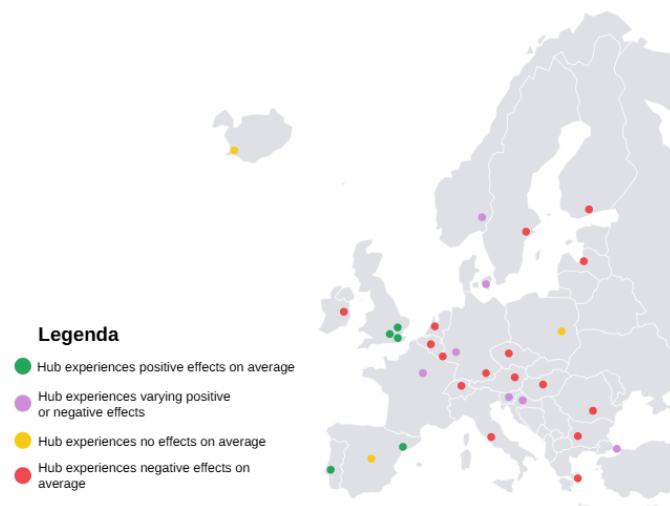 Legenda
Hub experiences positive effects on average
Hub experiences varying positive
or negative effects
Hub experiences no effects on average
Hub experiences negative effects on
average